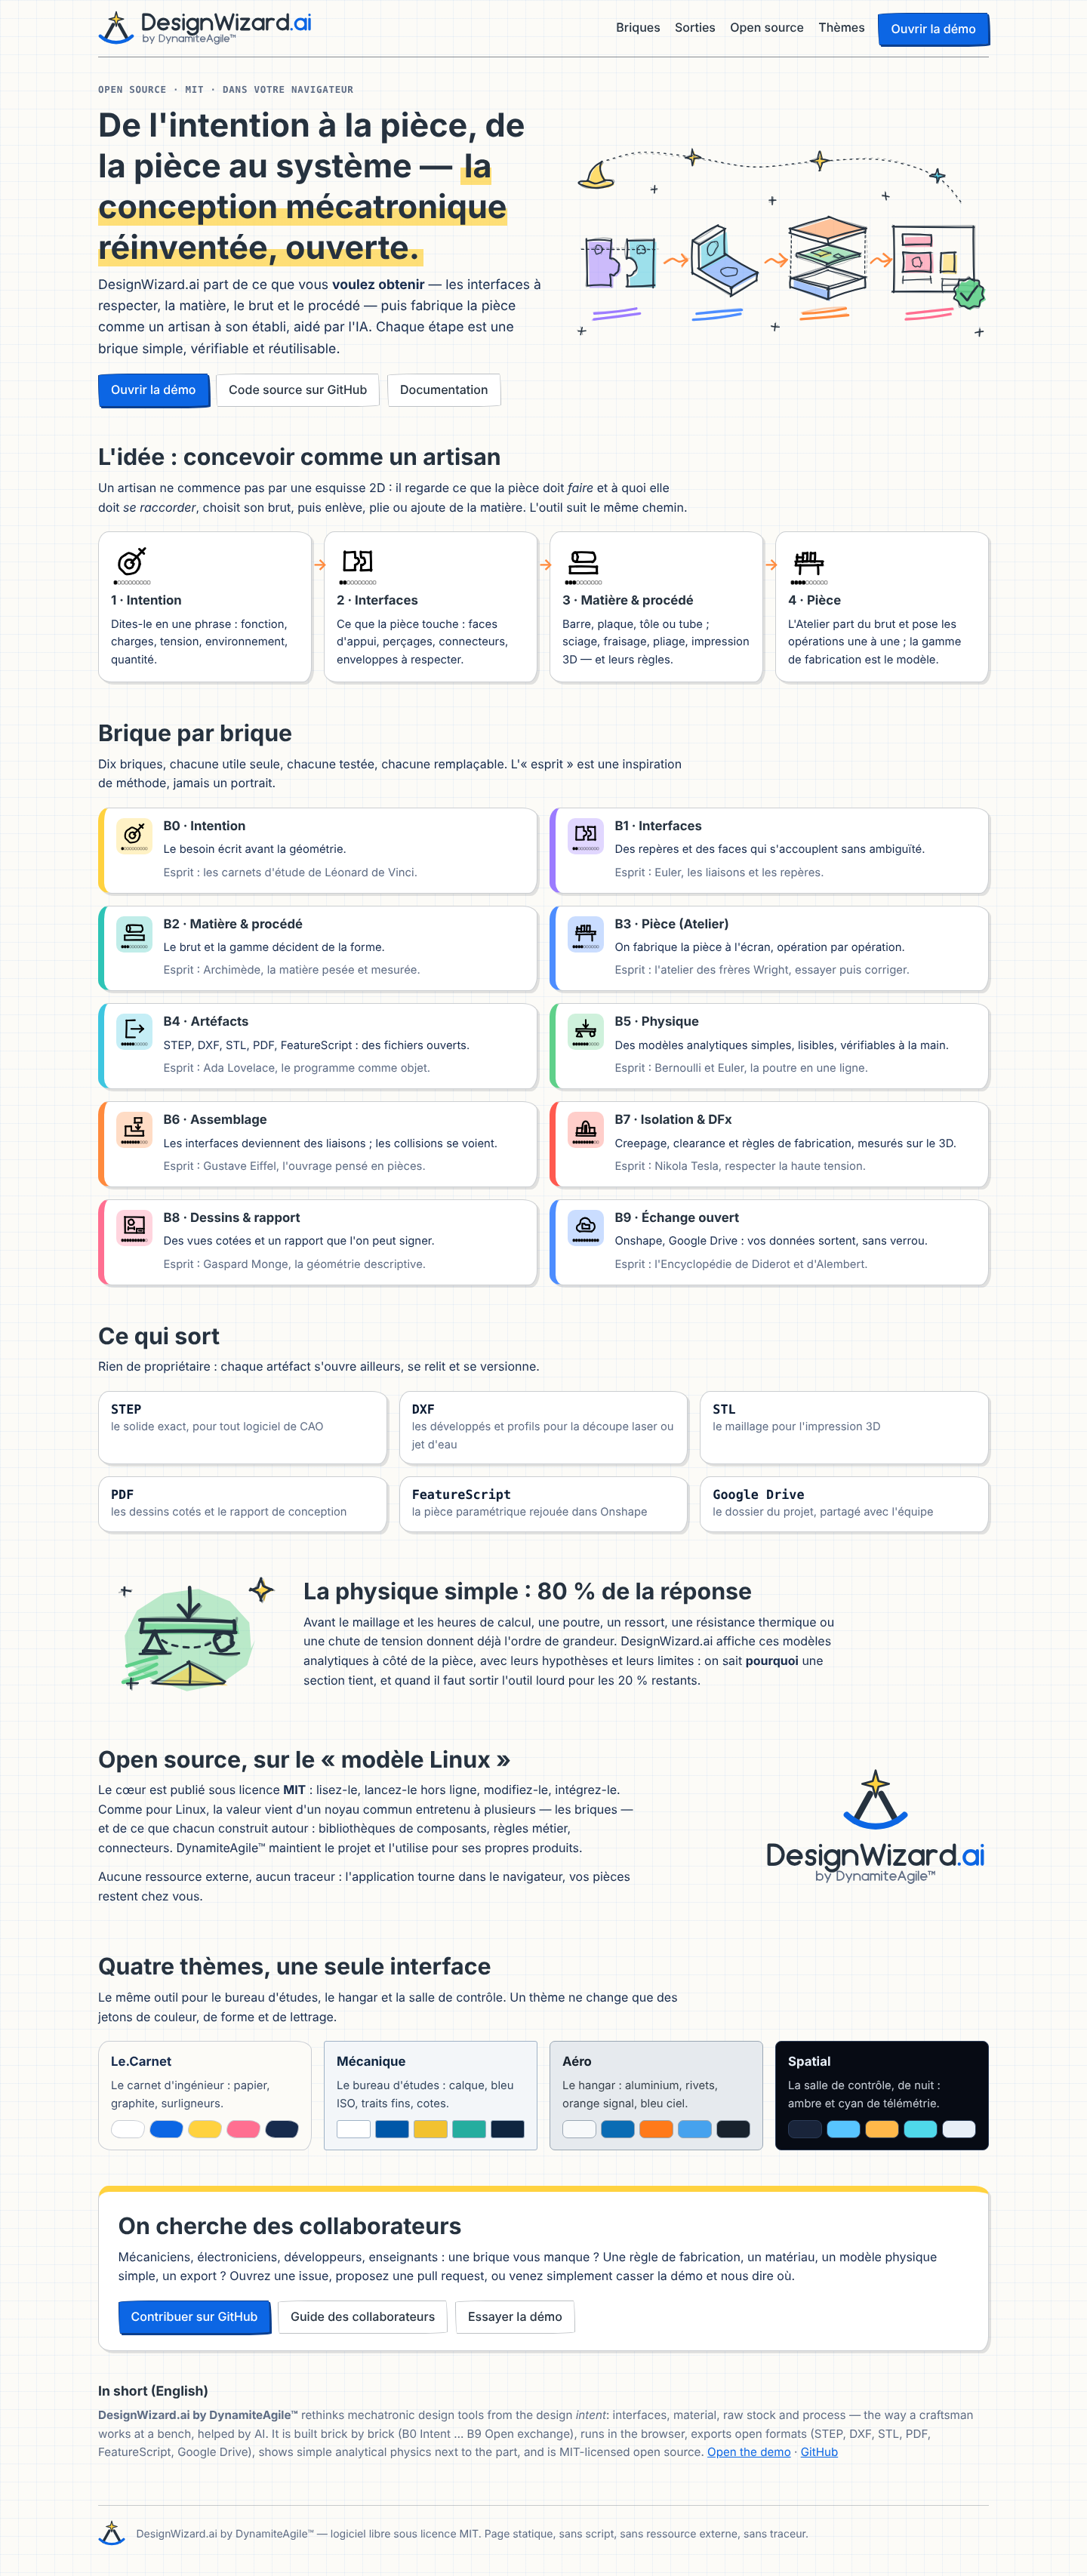 DesignWizard.ai
by DynamiteAgile™
Briques
Sorties
Open source
Thèmes
Ouvrir la démo
OPEN SOURCE · MIT · DANS VOTRE NAVIGATEUR
De l'intention à la pièce, de
la pièce au système — la
conception mécatronique
réinventée, ouverte.
DesignWizard.ai part de ce que vous voulez obtenir — les interfaces à
respecter, la matière, le brut et le procédé — puis fabrique la pièce
comme un artisan à son établi, aidé par l'IA. Chaque étape est une
brique simple, vérifiable et réutilisable.
Ouvrir la démo
Code source sur GitHub
Documentation
L'idée : concevoir comme un artisan
Un artisan ne commence pas par une esquisse 2D : il regarde ce que la pièce doit faire et à quoi elle
doit se raccorder, choisit son brut, puis enlève, plie ou ajoute de la matière. L'outil suit le même chemin.
1 · Intention
Dites-le en une phrase : fonction,
charges, tension, environnement,
quantité.
2 · Interfaces
Ce que la pièce touche : faces
d'appui, perçages, connecteurs,
enveloppes à respecter.
3 · Matière & procédé
Barre, plaque, tôle ou tube ;
sciage, fraisage, pliage, impression
3D — et leurs règles.
4 · Pièce
L'Atelier part du brut et pose les
opérations une à une ; la gamme
de fabrication est le modèle.
Brique par brique
Dix briques, chacune utile seule, chacune testée, chacune remplaçable. L'« esprit » est une inspiration
de méthode, jamais un portrait.
B0 · Intention
Le besoin écrit avant la géométrie.
Esprit : les carnets d'étude de Léonard de Vinci.
B1 · Interfaces
Des repères et des faces qui s'accouplent sans ambiguïté.
Esprit : Euler, les liaisons et les repères.
B2 · Matière & procédé
Le brut et la gamme décident de la forme.
Esprit : Archimède, la matière pesée et mesurée.
B3 · Pièce (Atelier)
On fabrique la pièce à l'écran, opération par opération.
Esprit : l'atelier des frères Wright, essayer puis corriger.
B4 · Artéfacts
STEP, DXF, STL, PDF, FeatureScript : des fichiers ouverts.
Esprit : Ada Lovelace, le programme comme objet.
B5 · Physique
Des modèles analytiques simples, lisibles, vérifiables à la main.
Esprit : Bernoulli et Euler, la poutre en une ligne.
B6 · Assemblage
Les interfaces deviennent des liaisons ; les collisions se voient.
Esprit : Gustave Eiffel, l'ouvrage pensé en pièces.
B7 · Isolation & DFx
Creepage, clearance et règles de fabrication, mesurés sur le 3D.
Esprit : Nikola Tesla, respecter la haute tension.
B8 · Dessins & rapport
Des vues cotées et un rapport que l'on peut signer.
Esprit : Gaspard Monge, la géométrie descriptive.
B9 · Échange ouvert
Onshape, Google Drive : vos données sortent, sans verrou.
Esprit : l'Encyclopédie de Diderot et d'Alembert.
Ce qui sort
Rien de propriétaire : chaque artéfact s'ouvre ailleurs, se relit et se versionne.
STEP
le solide exact, pour tout logiciel de CAO
DXF
les développés et profils pour la découpe laser ou
jet d'eau
STL
le maillage pour l'impression 3D
PDF
les dessins cotés et le rapport de conception
FeatureScript
la pièce paramétrique rejouée dans Onshape
Google Drive
le dossier du projet, partagé avec l'équipe
La physique simple : 80 % de la réponse
Avant le maillage et les heures de calcul, une poutre, un ressort, une résistance thermique ou
une chute de tension donnent déjà l'ordre de grandeur. DesignWizard.ai affiche ces modèles
analytiques à côté de la pièce, avec leurs hypothèses et leurs limites : on sait pourquoi une
section tient, et quand il faut sortir l'outil lourd pour les 20 % restants.
Open source, sur le « modèle Linux »
Le cœur est publié sous licence MIT : lisez-le, lancez-le hors ligne, modifiez-le, intégrez-le.
Comme pour Linux, la valeur vient d'un noyau commun entretenu à plusieurs — les briques —
et de ce que chacun construit autour : bibliothèques de composants, règles métier,
connecteurs. DynamiteAgile™ maintient le projet et l'utilise pour ses propres produits.
Aucune ressource externe, aucun traceur : l'application tourne dans le navigateur, vos pièces
restent chez vous.
DesignWizard.ai
by DynamiteAgile™
Quatre thèmes, une seule interface
Le même outil pour le bureau d'études, le hangar et la salle de contrôle. Un thème ne change que des
jetons de couleur, de forme et de lettrage.
Le.Carnet
Le carnet d'ingénieur : papier,
graphite, surligneurs.
Mécanique
Le bureau d'études : calque, bleu
ISO, traits fins, cotes.
Aéro
Le hangar : aluminium, rivets,
orange signal, bleu ciel.
Spatial
La salle de contrôle, de nuit :
ambre et cyan de télémétrie.
On cherche des collaborateurs
Mécaniciens, électroniciens, développeurs, enseignants : une brique vous manque ? Une règle de fabrication, un matériau, un modèle physique
simple, un export ? Ouvrez une issue, proposez une pull request, ou venez simplement casser la démo et nous dire où.
Contribuer sur GitHub
Guide des collaborateurs
Essayer la démo
In short (English)
DesignWizard.ai by DynamiteAgile™ rethinks mechatronic design tools from the design intent: interfaces, material, raw stock and process — the way a craftsman
works at a bench, helped by AI. It is built brick by brick (B0 Intent … B9 Open exchange), runs in the browser, exports open formats (STEP, DXF, STL, PDF,
FeatureScript, Google Drive), shows simple analytical physics next to the part, and is MIT-licensed open source. Open the demo · GitHub
DesignWizard.ai by DynamiteAgile™ — logiciel libre sous licence MIT. Page statique, sans script, sans ressource externe, sans traceur.